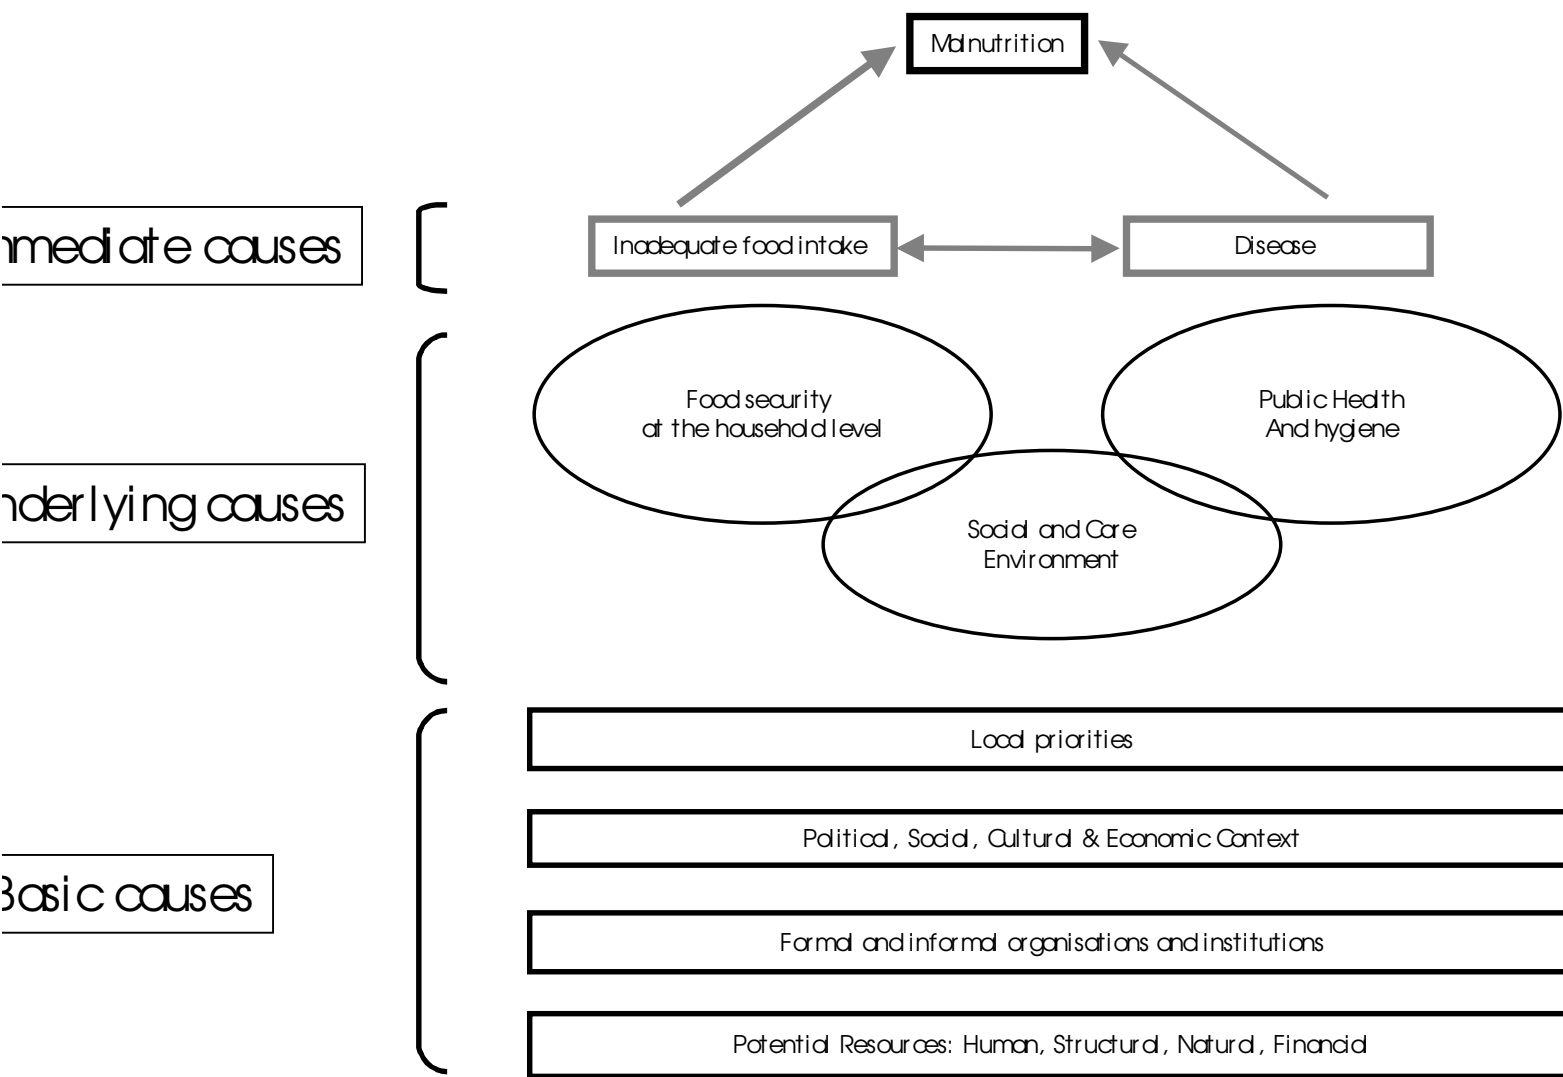 Malnutrition
mmediate causes
Inadequate food intake
Disease
Food security
at the household level
Public Health
And hygiene
nderlying causes
Social and Care
Environment
Local priorities
Political, Social, Cultural & Economic Context
Basic causes
Formal and informal organisations and institutions
Potential Resources: Human, Structural, Natural, Financial